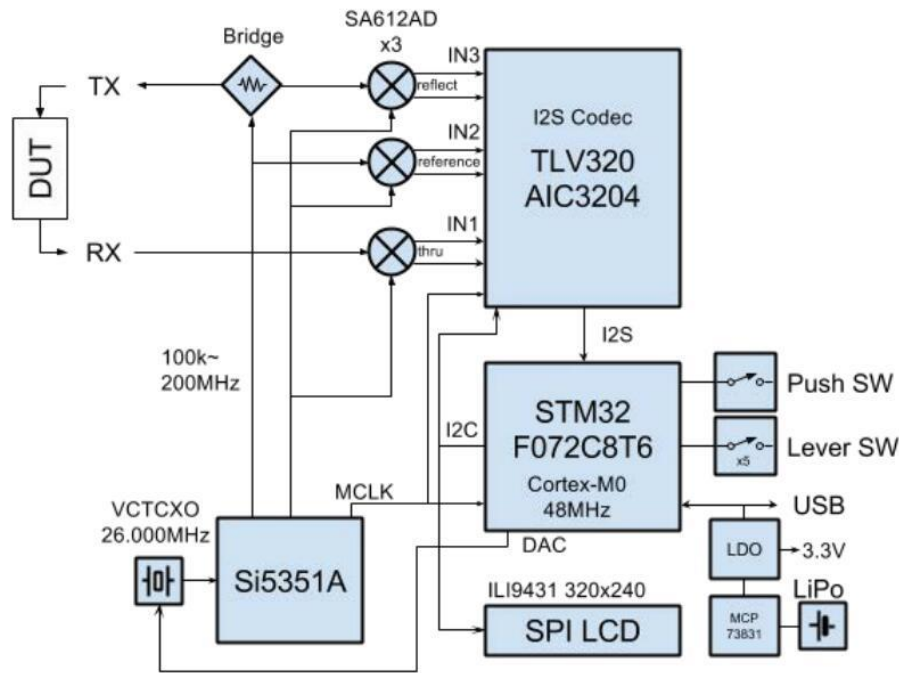 SA612AD
x3
Bridge
IN3
TX
reflect
I2S Codec
IN2
TLV320
AIC3204
reference
DUT
IN1
RX
thru
I2S
100k~
200MHz
STM32
F072C8T6
Cortex-M0
48MHz
Push SW
I2C
Lever SW
x5
MCLK
VCTCXO
26.000MHz
USB
DAC
LDO
3.3V
Si5351A
ILI9431 320x240
SPI LCD
LiPo
MCP
73831